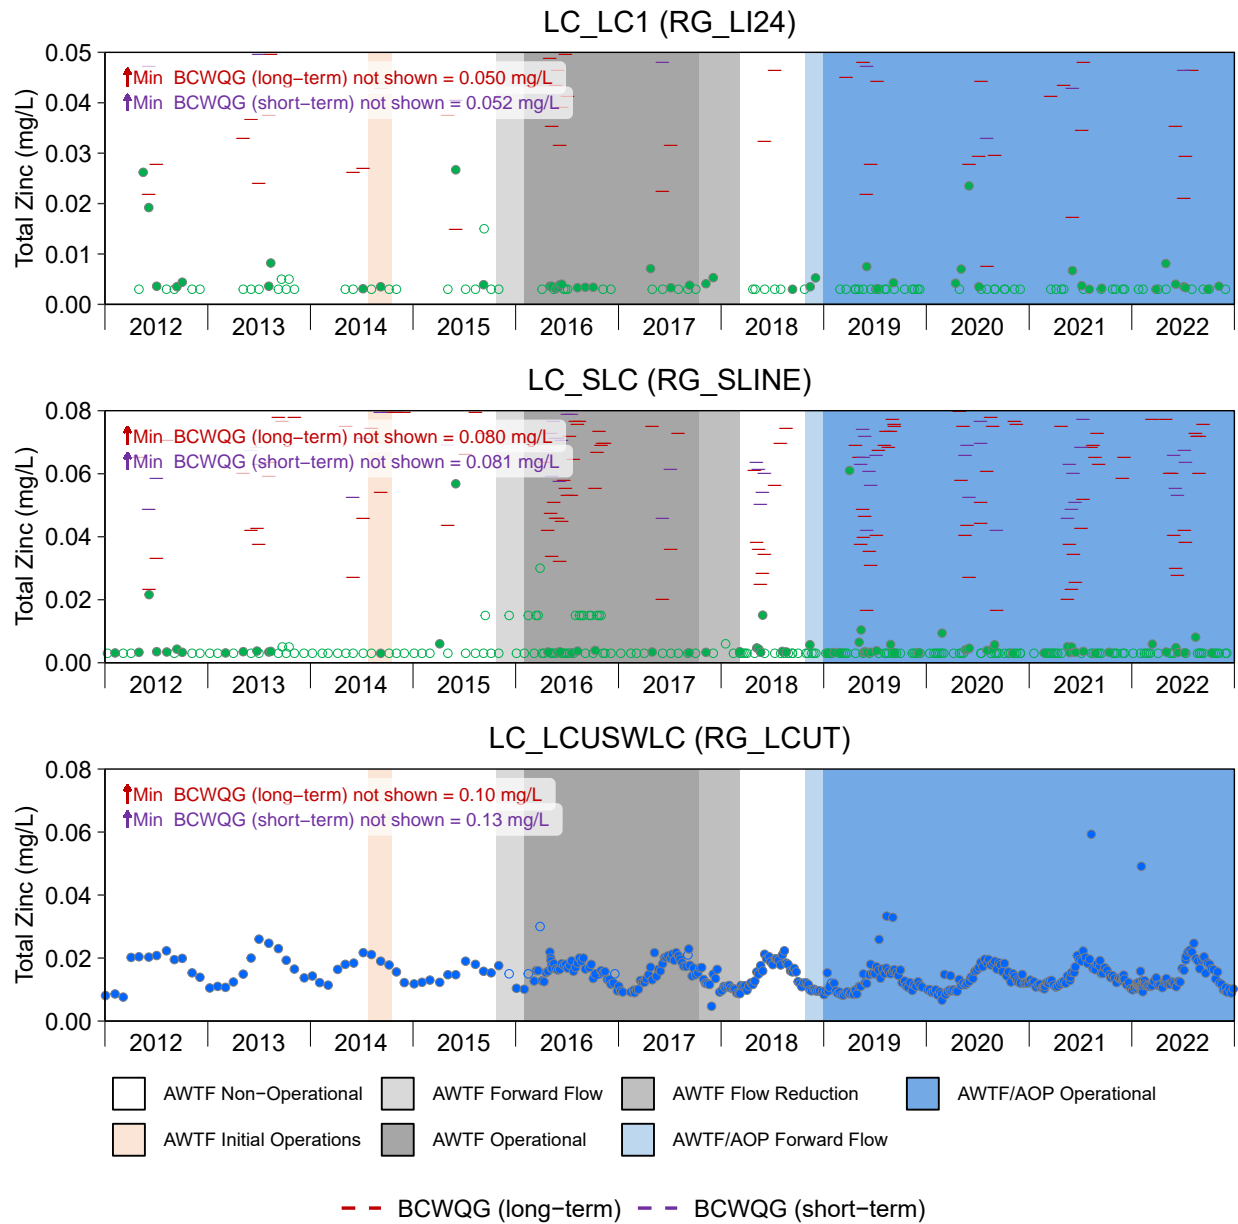 LC_LC1 (RG_LI24)
Total Zinc (mg/L)
0.05
0.04
0.03
0.02
0.01
0.00
Min BCWQG (long−term) not shown = 0.050 mg/L
Min BCWQG (short−term) not shown = 0.052 mg/L
2012 2013 2014 2015 2016 2017 2018 2019 2020 2021 2022
LC_SLC (RG_SLINE)
Total Zinc (mg/L)
0.08
0.06
0.04
0.02
0.00
Min BCWQG (long−term) not shown = 0.080 mg/L
Min BCWQG (short−term) not shown = 0.081 mg/L
2012 2013 2014 2015 2016 2017 2018 2019 2020 2021 2022
LC_LCUSWLC (RG_LCUT)
Total Zinc (mg/L)
0.08
0.06
0.04
0.02
0.00
Min BCWQG (long−term) not shown = 0.10 mg/L
Min BCWQG (short−term) not shown = 0.13 mg/L
2012 2013 2014 2015 2016 2017 2018 2019 2020 2021 2022
AWTF Non−Operational AWTF Forward Flow AWTF Flow Reduction AWTF/AOP Operational
AWTF Initial Operations AWTF Operational AWTF/AOP Forward Flow
BCWQG (long−term) BCWQG (short−term)